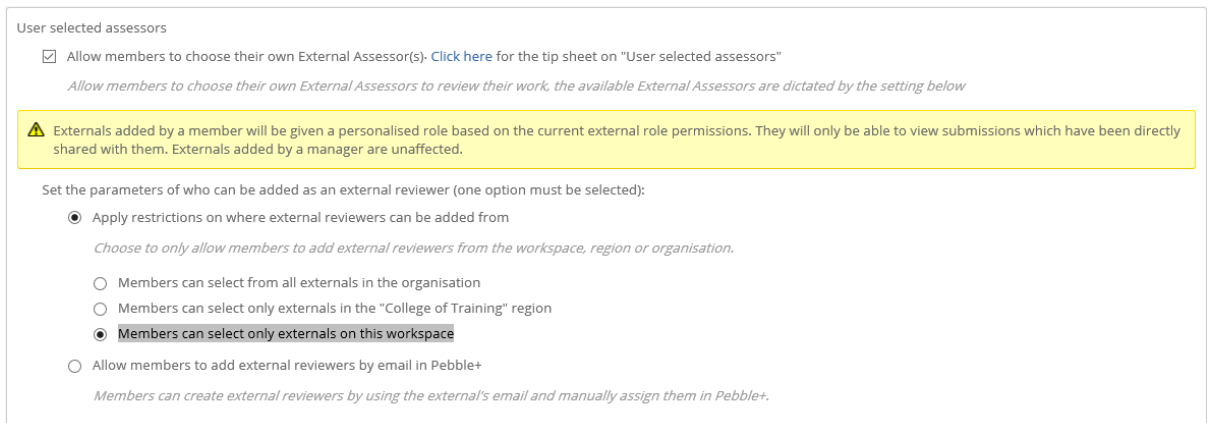 User selected assessors
Allow members to choose their own External Assessor(s)- Click here for the tip sheet on "User selected assessors"
Allow members to choose their own External Assessors to review their work, the available External Assessors are dictated by the setting below
Externals added by a member will be given a personalised role based on the current external role permissions. They will only be able to view submissions which have been directly
shared with them. Externals added by a manager are unaffected.
Set the parameters of who can be added as an external reviewer (one option must be selected):
Apply restrictions on where external reviewers can be added from
Choose to only allow members to add external reviewers from the workspace, region or organisation.
Members can select from all externals in the organisation
Members can select only externals in the "College of Training" region
Members can select only externals on this workspace
Allow members to add external reviewers by email in Pebble+
Members can create external reviewers by using the external's email and manually assign them in Pebble+.